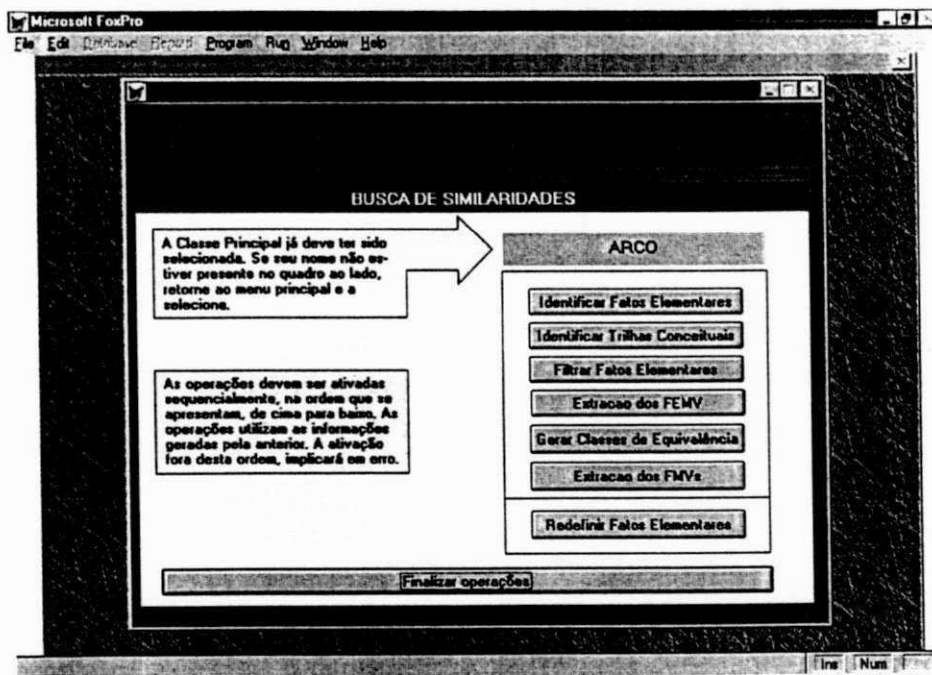 Microsoft FoxPro
File Edit Database Report Program Run Window Help
BUSCA DE SIMILARIDADES
A Classe Principal já deve ter sido
selecionada. Se seu nome não es-
tiver presente no quadro ao lado,
retorne ao menu principal e a
selecione.
ARCO
Identificar Fatos Elementares
Identificar Trilhas Conceituais
Filtrar Fatos Elementares
Extracao dos FEMV
Gerar Classes de Equivalência
Extracao dos FMVs
Redefinir Fatos Elementares
As operações devem ser ativadas
sequencialmente, na ordem que se
apresentam, de cima para baixo. As
operações utilizam as informações
geradas pela anterior. A ativação
fora desta ordem, implicará em erro.
Finalizar operações
Ins Num